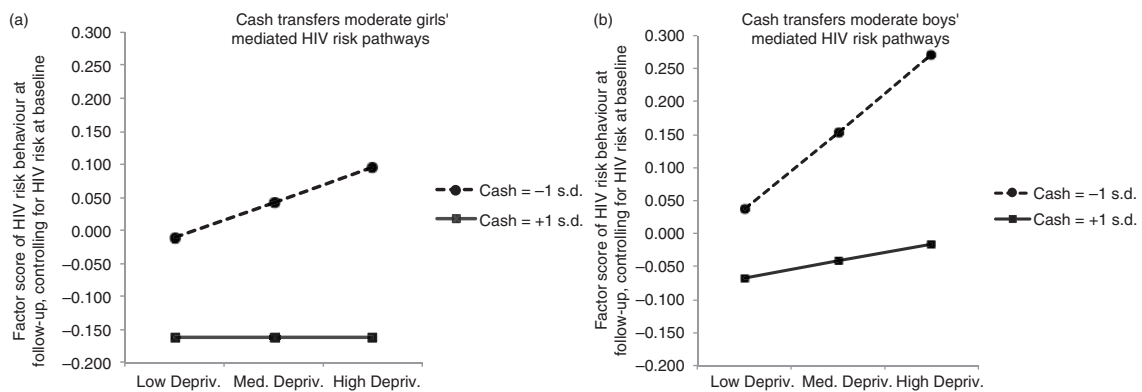 (a)
Cash transfers moderate girls'
mediated HIV risk pathways
Factor score of HIV risk behaviour at
follow-up, controlling for HIV risk at baseline
0.300
0.250
0.200
0.150
0.100
0.050
0.000
–0.050
–0.100
–0.150
–0.200
Low Depriv. Med. Depriv. High Depriv.
Cash = –1 s.d.
Cash = +1 s.d.
(b)
Cash transfers moderate boys'
mediated HIV risk pathways
Factor score of HIV risk behaviour at
follow-up, controlling for HIV risk at baseline
0.300
0.250
0.200
0.150
0.100
0.050
0.000
–0.050
–0.100
–0.150
–0.200
Low Depriv. Med. Depriv. High Depriv.
Cash = –1 s.d.
Cash = +1 s.d.